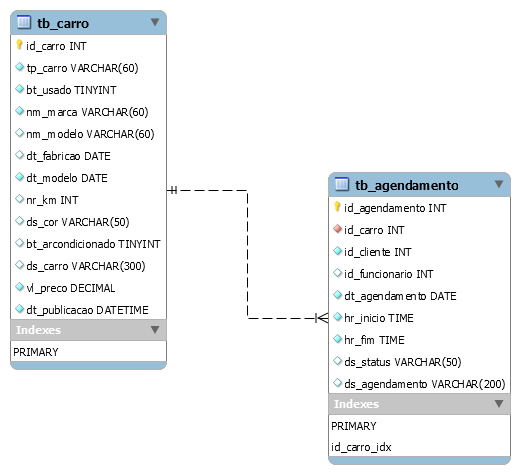 tb_carro
id_carro INT
tp_carro VARCHAR(60)
bt_usado TINYINT
nm_marca VARCHAR(60)
nm_modelo VARCHAR(60)
dt_fabricao DATE
dt_modelo DATE
nr_km INT
ds_cor VARCHAR(50)
bt_arcondicionado TINYINT
ds_carro VARCHAR(300)
vl_preco DECIMAL
dt_publicacao DATETIME
Indexes
PRIMARY
tb_agendamento
id_agendamento INT
id_carro INT
id_cliente INT
id_funcionario INT
dt_agendamento DATE
hr_inicio TIME
hr_fim TIME
ds_status VARCHAR(50)
ds_agendamento VARCHAR(200)
Indexes
PRIMARY
id_carro_idx